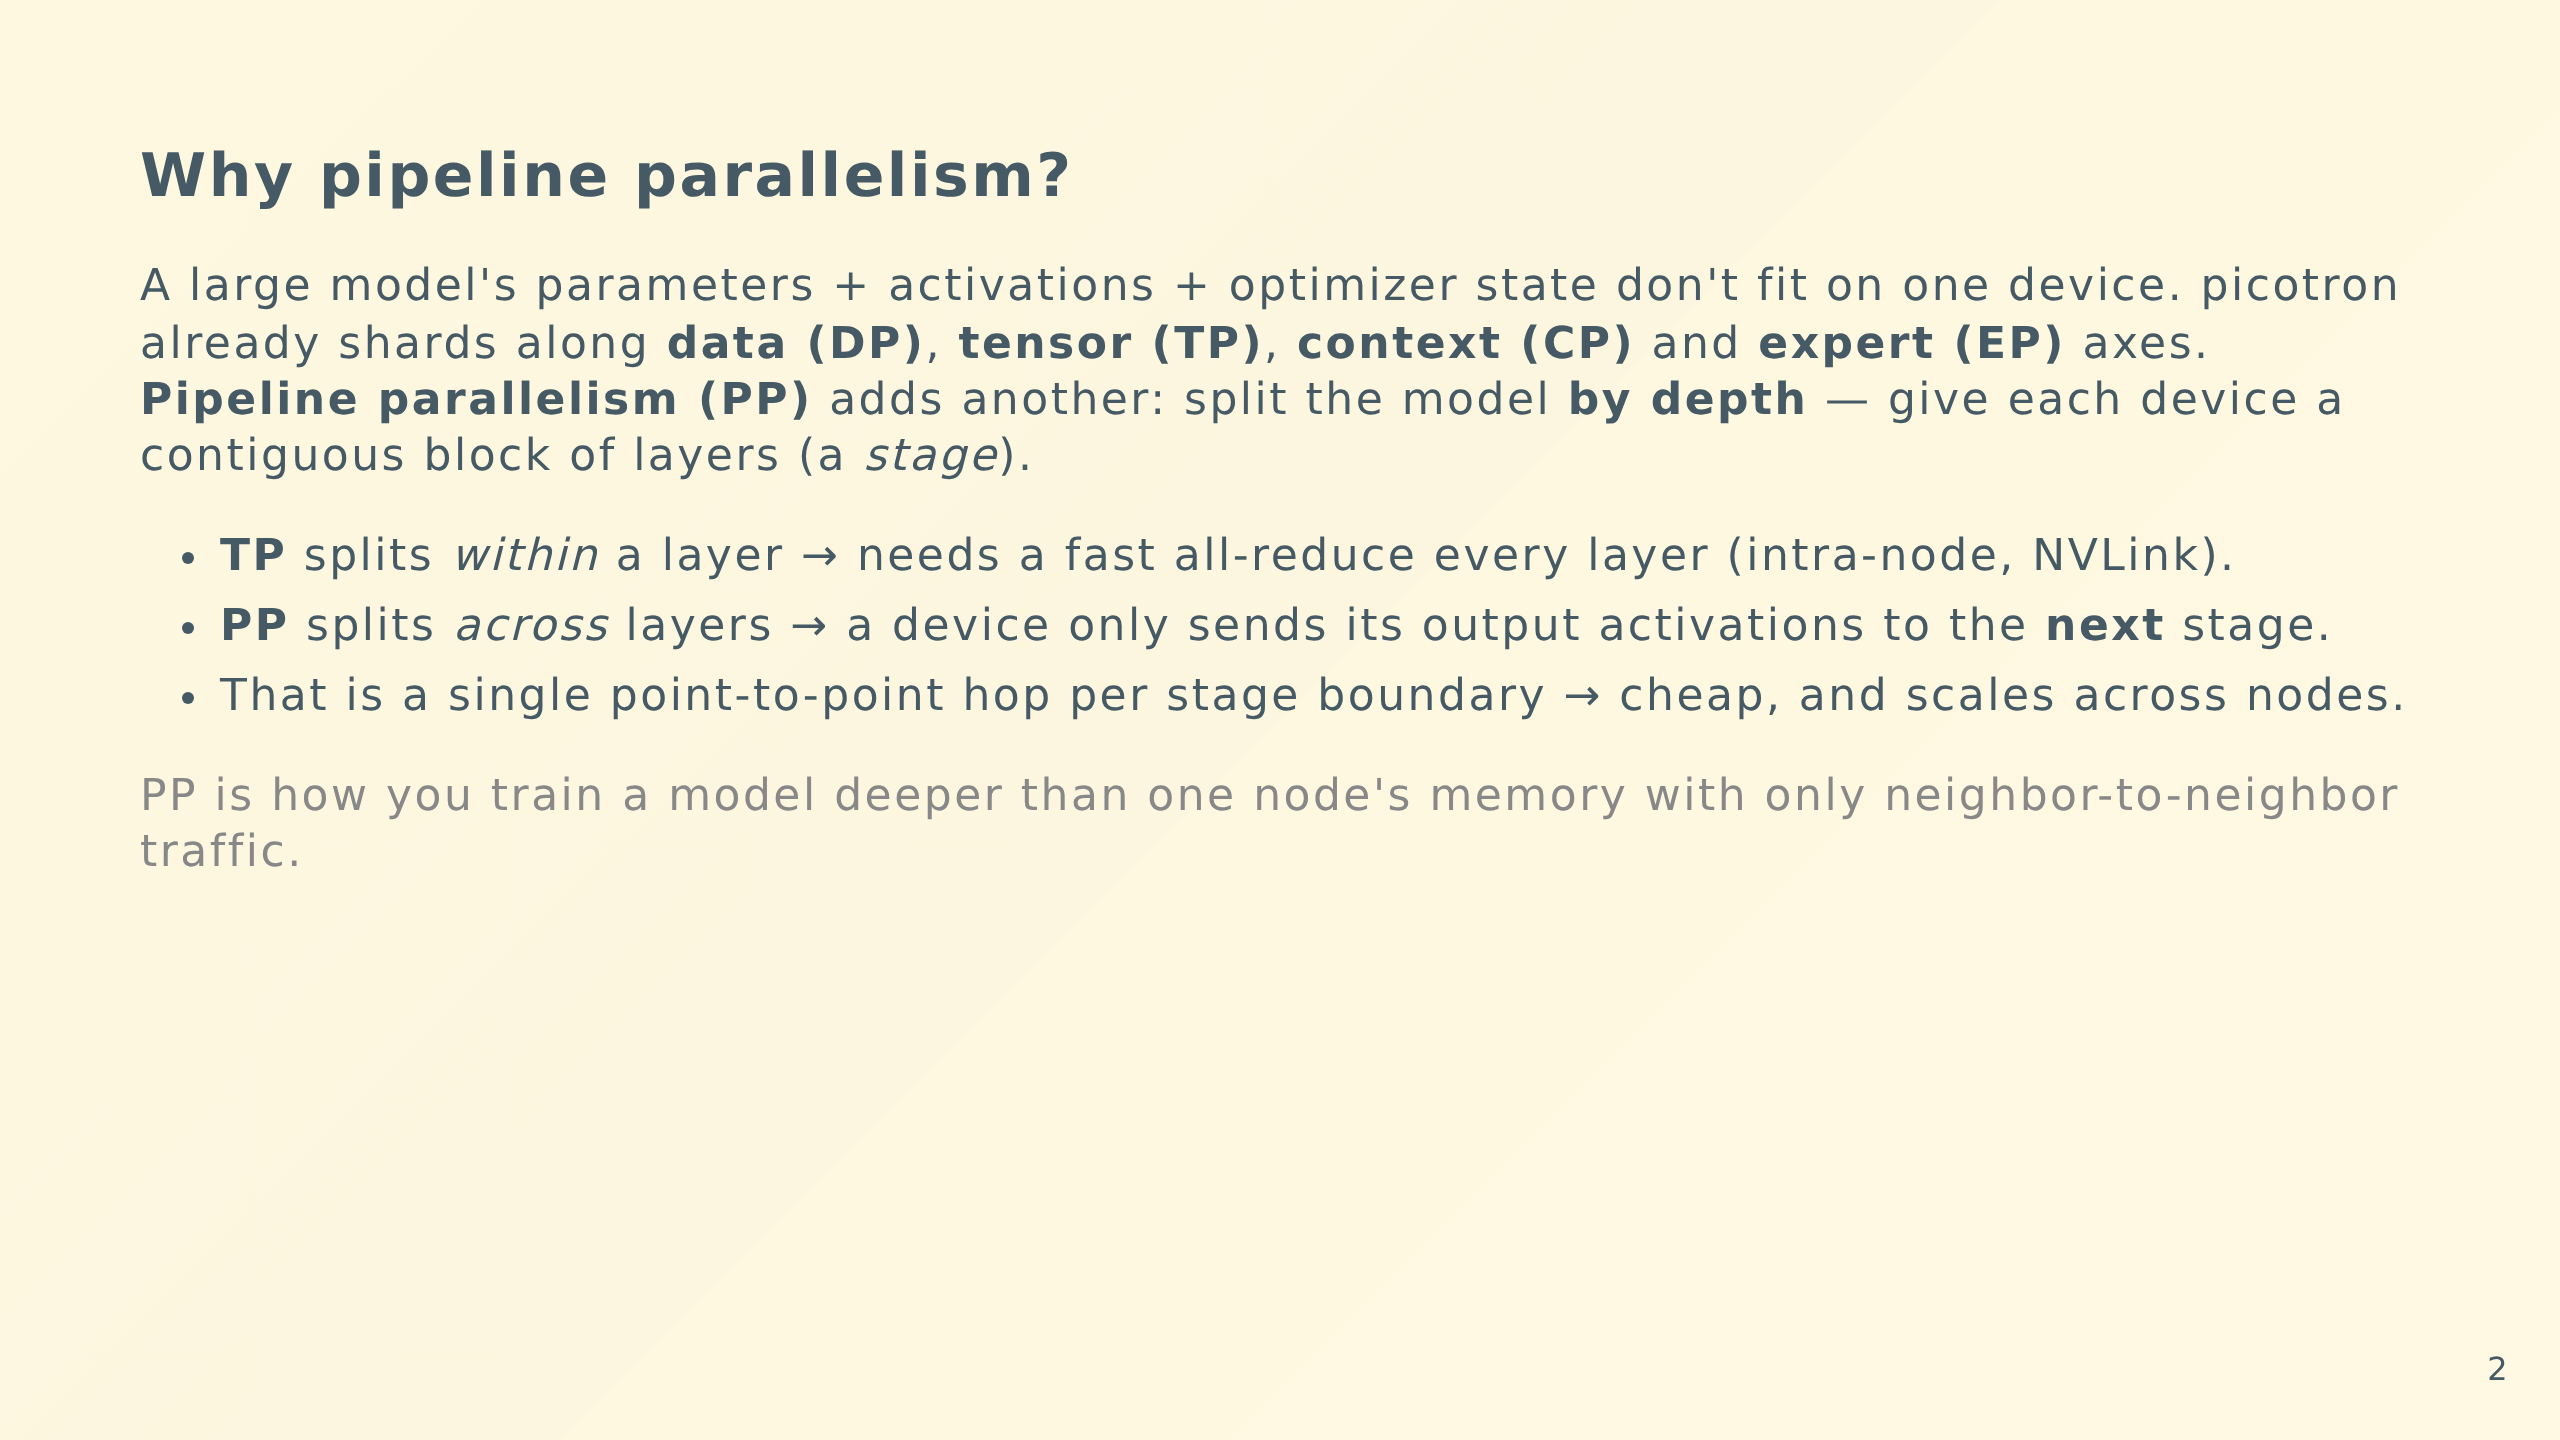 Why pipeline parallelism?
A large model's parameters + activations + optimizer state don't fit on one device. picotron
already shards along data (DP), tensor (TP), context (CP) and expert (EP) axes.
Pipeline parallelism (PP) adds another: split the model by depth — give each device a
contiguous block of layers (a stage).
• TP splits within a layer → needs a fast all-reduce every layer (intra-node, NVLink).
• PP splits across layers → a device only sends its output activations to the next stage.
• That is a single point-to-point hop per stage boundary → cheap, and scales across nodes.
PP is how you train a model deeper than one node's memory with only neighbor-to-neighbor
traffic.
2